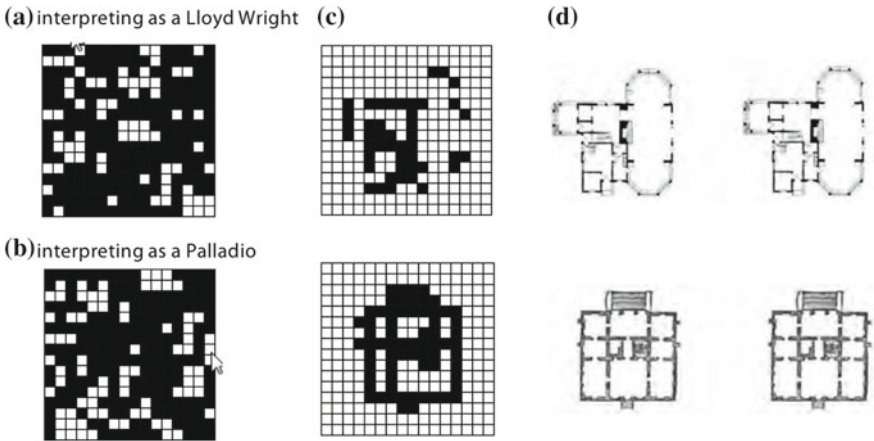 (a) interpreting as a Lloyd Wright
(c)
(d)
(b) interpreting as a Palladio